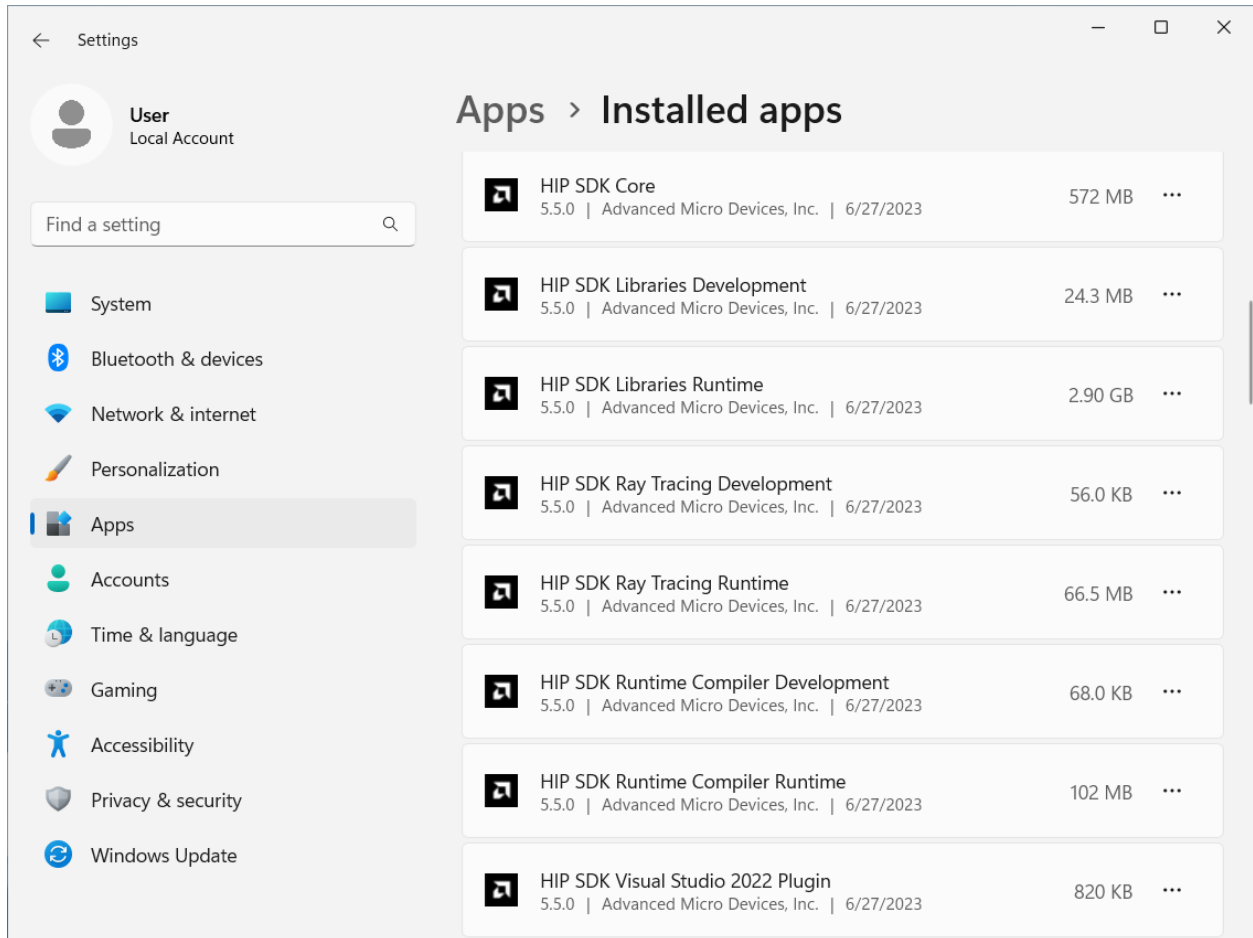 Settings
User
Local Account
Find a setting
System
Bluetooth & devices
Network & internet
Personalization
Apps
Accounts
Time & language
Gaming
Accessibility
Privacy & security
Windows Update
Apps > Installed apps
HIP SDK Core
5.5.0 | Advanced Micro Devices, Inc. | 6/27/2023
572 MB
HIP SDK Libraries Development
5.5.0 | Advanced Micro Devices, Inc. | 6/27/2023
24.3 MB
HIP SDK Libraries Runtime
5.5.0 | Advanced Micro Devices, Inc. | 6/27/2023
2.90 GB
HIP SDK Ray Tracing Development
5.5.0 | Advanced Micro Devices, Inc. | 6/27/2023
56.0 KB
HIP SDK Ray Tracing Runtime
5.5.0 | Advanced Micro Devices, Inc. | 6/27/2023
66.5 MB
HIP SDK Runtime Compiler Development
5.5.0 | Advanced Micro Devices, Inc. | 6/27/2023
68.0 KB
HIP SDK Runtime Compiler Runtime
5.5.0 | Advanced Micro Devices, Inc. | 6/27/2023
102 MB
HIP SDK Visual Studio 2022 Plugin
5.5.0 | Advanced Micro Devices, Inc. | 6/27/2023
820 KB